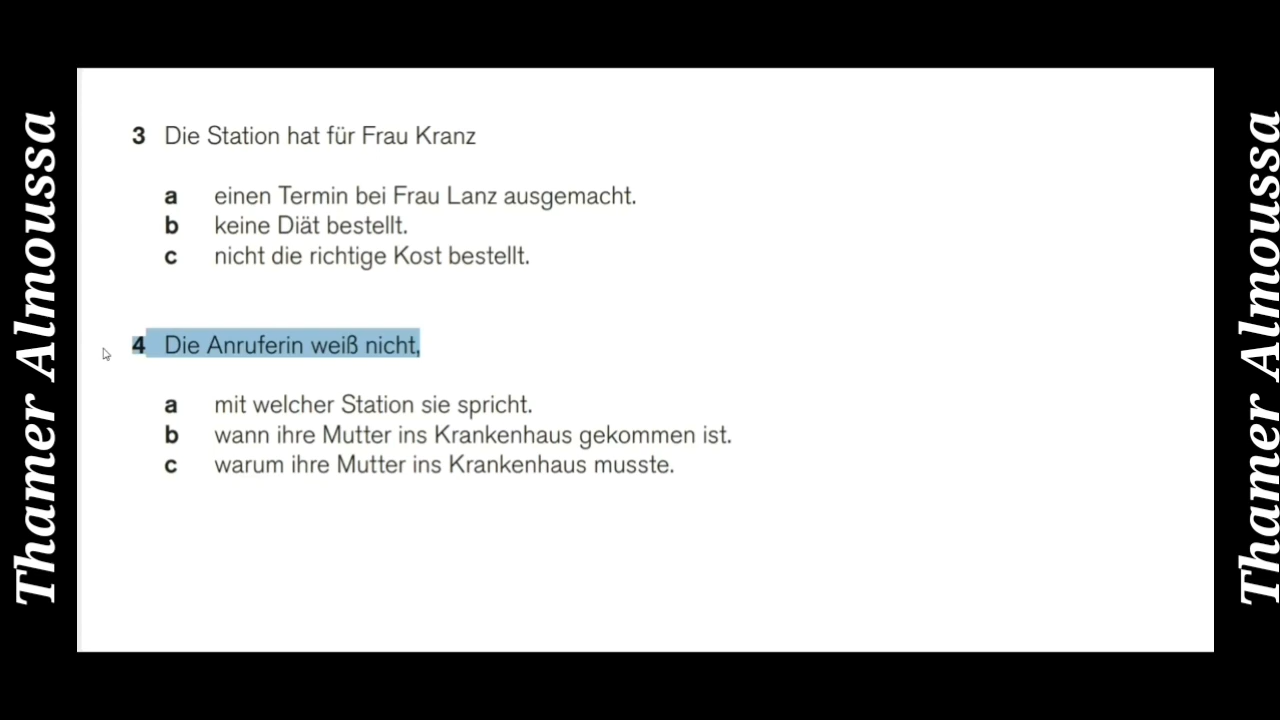 Thamer Almoussa
3 Die Station hat für Frau Kranz
a einen Termin bei Frau Lanz ausgemacht.
b keine Diät bestellt.
c nicht die richtige Kost bestellt.
4 Die Anruferin weiß nicht,
a mit welcher Station sie spricht.
b wann ihre Mutter ins Krankenhaus gekommen ist.
c warum ihre Mutter ins Krankenhaus musste.
Thamer Almoussa